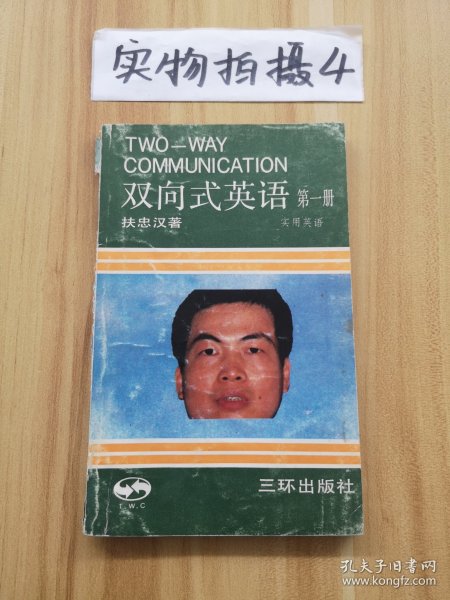 实物拍摄4
TWO-WAY
COMMUNICATION
双向式英语 第一册
扶忠汉著 实用英语
T.W.C
三环出版社
孔夫子旧书网
www.kongfz.com